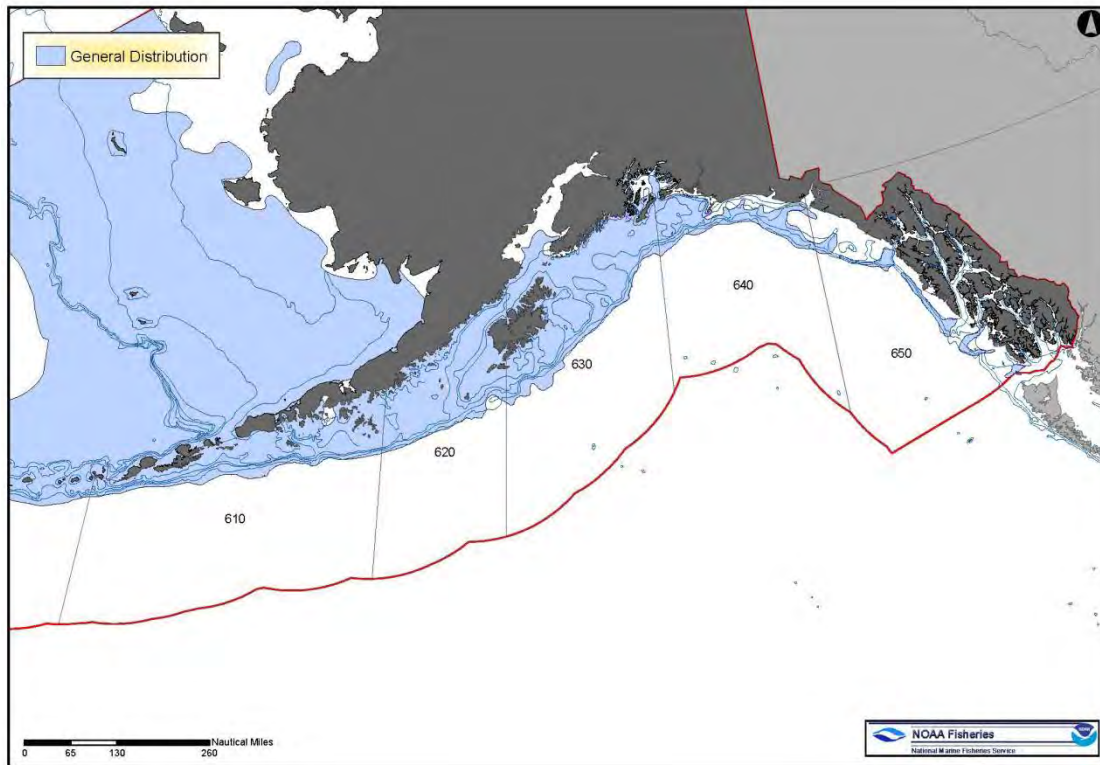 General Distribution
640
650
630
620
610
Nautical Miles
0 65 130 260
NOAA Fisheries
National Marine Fisheries Service